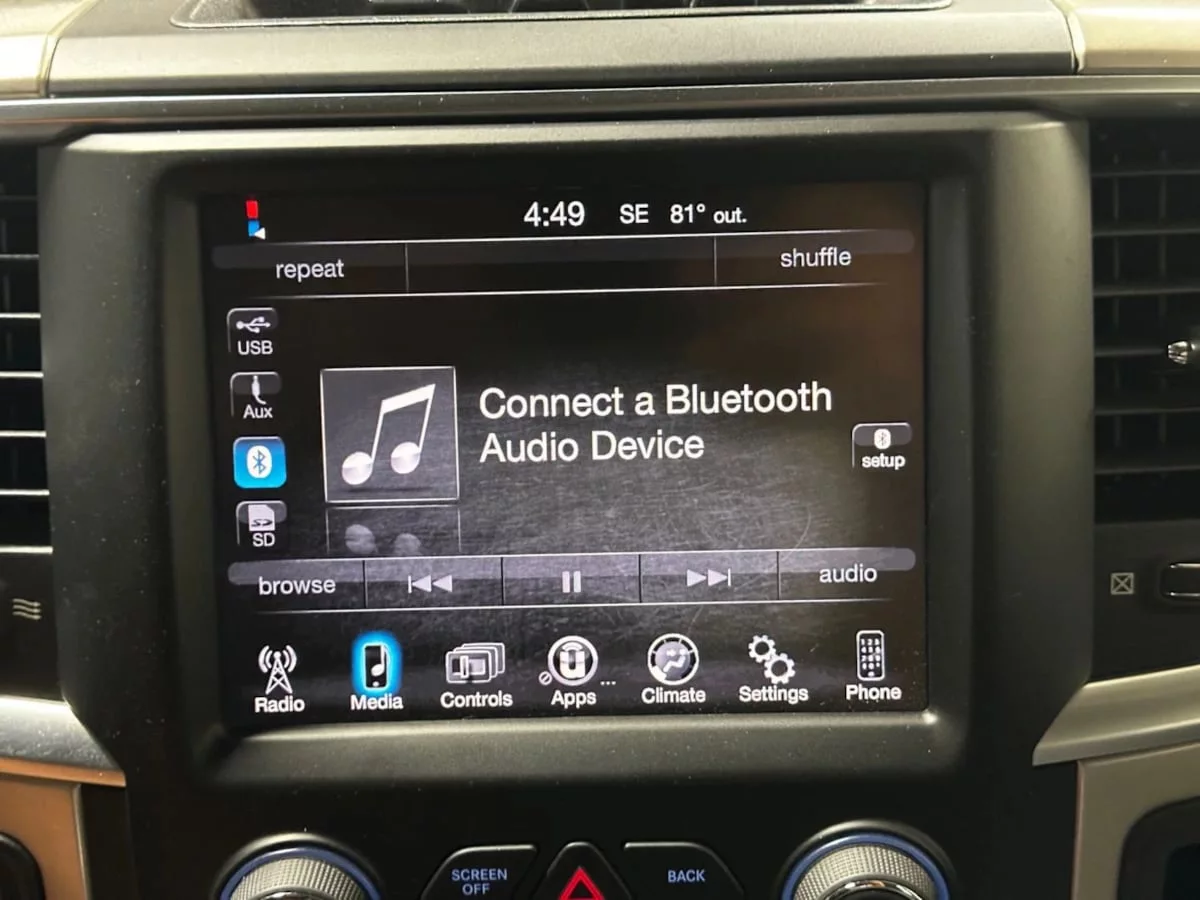 4:49 SE 81° out.
repeat shuffle
USB
Aux
Connect a Bluetooth
Audio Device
setup
SD
browse audio
Radio Media Controls Apps ... Climate Settings Phone
SCREEN
OFF
BACK